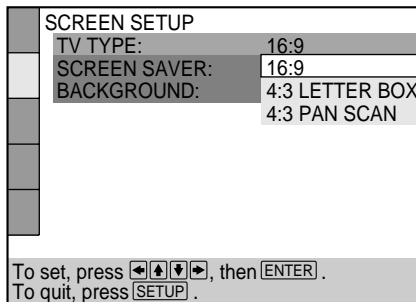 SCREEN SETUP
TV TYPE: 16:9
SCREEN SAVER: 16:9
BACKGROUND: 4:3 LETTER BOX
4:3 PAN SCAN
To set, press ←↑↓→, then ENTER .
To quit, press SETUP .